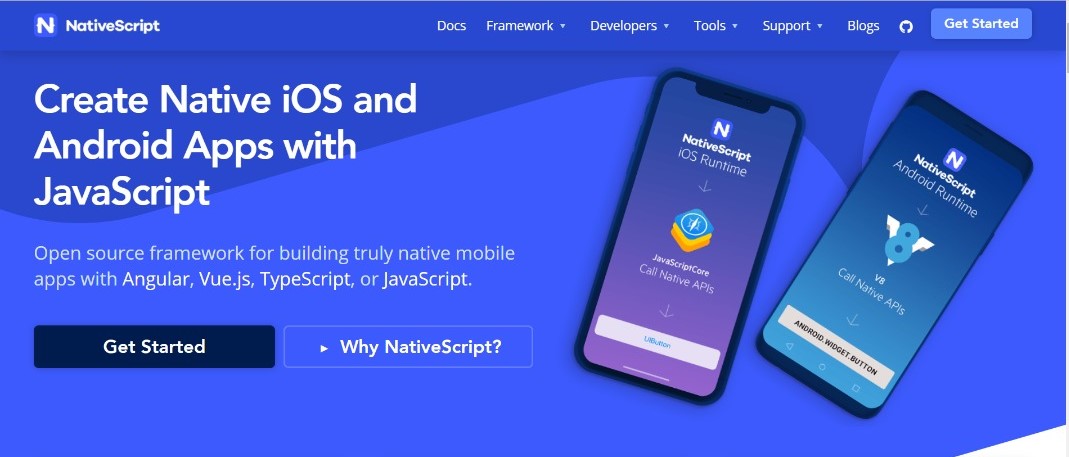 NativeScript
Docs
Framework
Developers
Tools
Support
Blogs
Get Started
Create Native iOS and
Android Apps with
JavaScript
Open source framework for building truly native mobile
apps with Angular, Vue.js, TypeScript, or JavaScript.
Get Started
Why NativeScript?
N
NativeScript
iOS Runtime
JavaScriptCore
Call Native APIs
UIButton
N
NativeScript
Android Runtime
8
V8
Call Native APIs
ANDROID.WIDGET.BUTTON